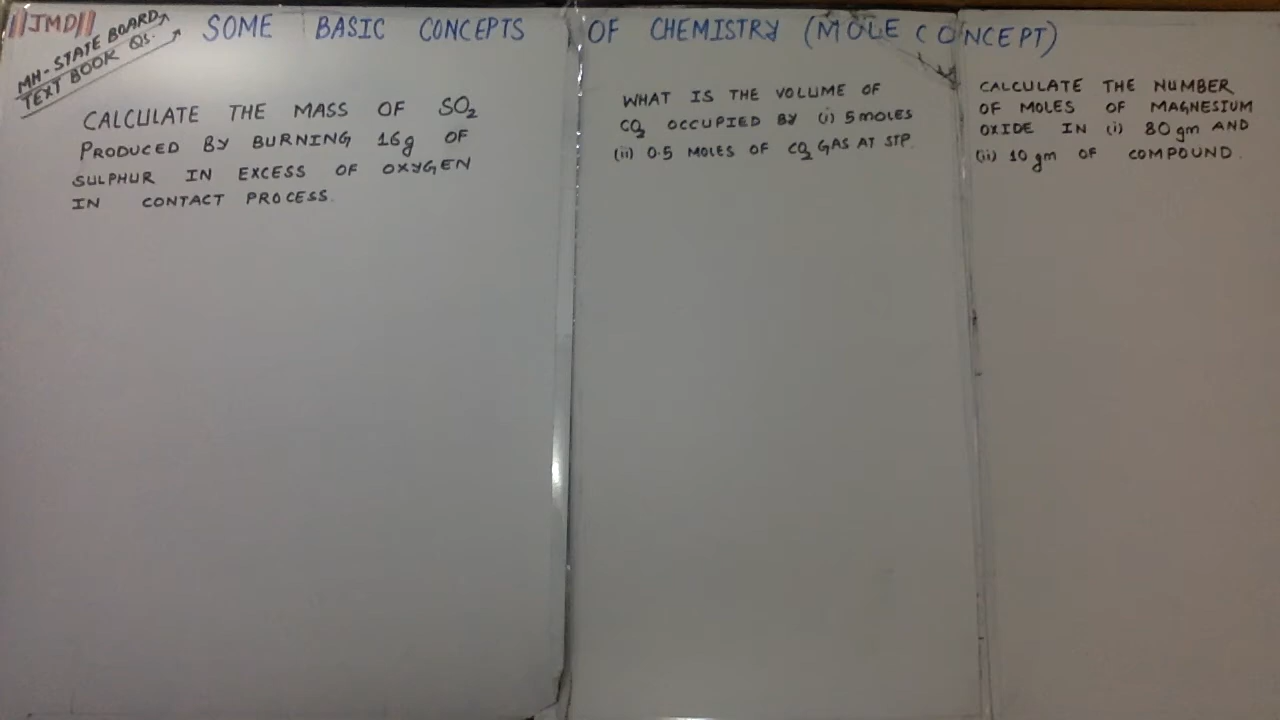 ||JMD||
MH-STATE BOARD
TEXT BOOK QS.
SOME BASIC CONCEPTS OF CHEMISTRY (MOLE CONCEPT)
CALCULATE THE MASS OF SO2
PRODUCED BY BURNING 16g OF
SULPHUR IN EXCESS OF OXYGEN
IN CONTACT PROCESS.
WHAT IS THE VOLUME OF
CO2 OCCUPIED BY (i) 5 MOLES
(ii) 0.5 MOLES OF CO2 GAS AT STP.
CALCULATE THE NUMBER
OF MOLES OF MAGNESIUM
OXIDE IN (i) 80 gm AND
(ii) 10 gm OF COMPOUND.